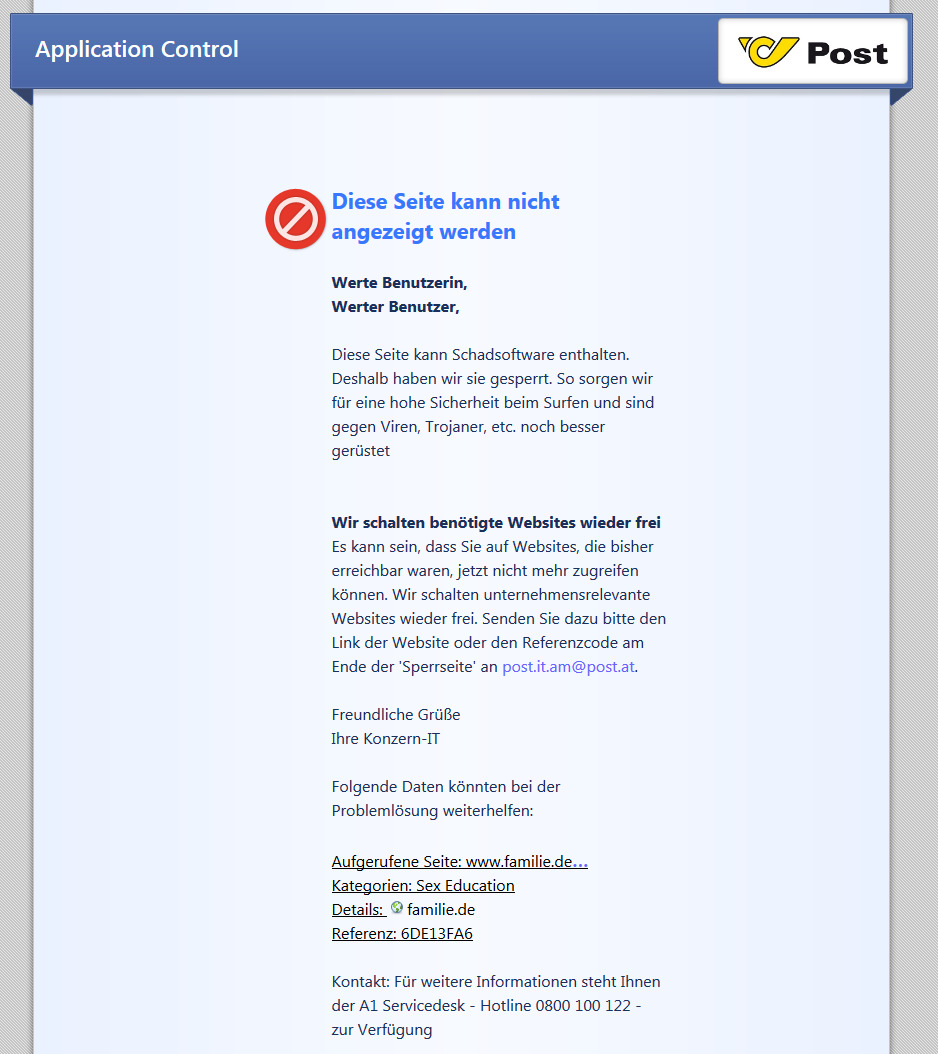 Application Control
Post
Diese Seite kann nicht
angezeigt werden
Werte Benutzerin,
Werter Benutzer,
Diese Seite kann Schadsoftware enthalten.
Deshalb haben wir sie gesperrt. So sorgen wir
für eine hohe Sicherheit beim Surfen und sind
gegen Viren, Trojaner, etc. noch besser
gerüstet
Wir schalten benötigte Websites wieder frei
Es kann sein, dass Sie auf Websites, die bisher
erreichbar waren, jetzt nicht mehr zugreifen
können. Wir schalten unternehmensrelevante
Websites wieder frei. Senden Sie dazu bitte den
Link der Website oder den Referenzcode am
Ende der 'Sperrseite' an post.it.am@post.at.
Freundliche Grüße
Ihre Konzern-IT
Folgende Daten könnten bei der
Problemlösung weiterhelfen:
Aufgerufene Seite: www.familie.de...
Kategorien: Sex Education
Details: familie.de
Referenz: 6DE13FA6
Kontakt: Für weitere Informationen steht Ihnen
der A1 Servicedesk - Hotline 0800 100 122 -
zur Verfügung